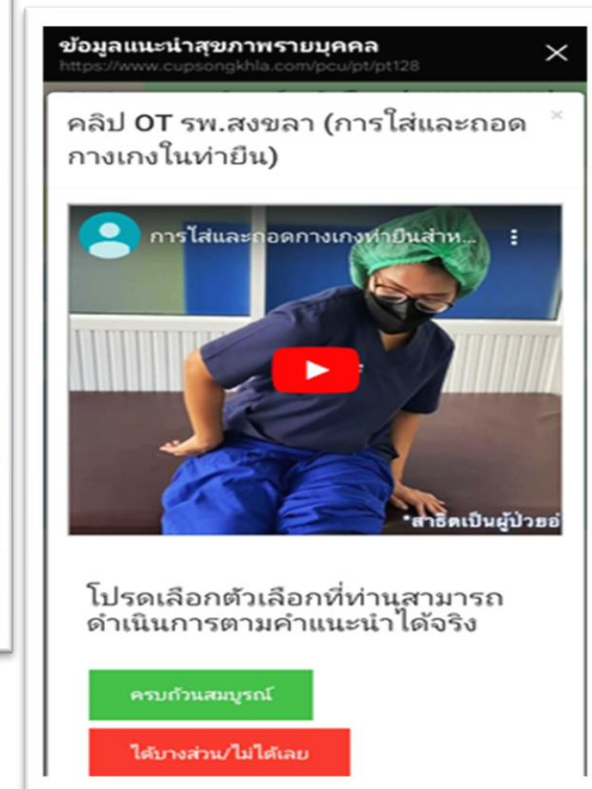 ข้อมูลแนะนำสุขภาพรายบุคคล
https://www.cupsongkhla.com/pcu/pt/pt128
คลิป OT รพ.สงขลา (การใส่และถอด
กางเกงในท่ายืน)
การใส่และถอดกางเกงท่ายืนสำห...
*สาธิตเป็นผู้ป่วยอ่
โปรดเลือกตัวเลือกที่ท่านสามารถ
ดำเนินการตามคำแนะนำได้จริง
ครบถ้วนสมบูรณ์
ได้บางส่วน/ไม่ได้เลย